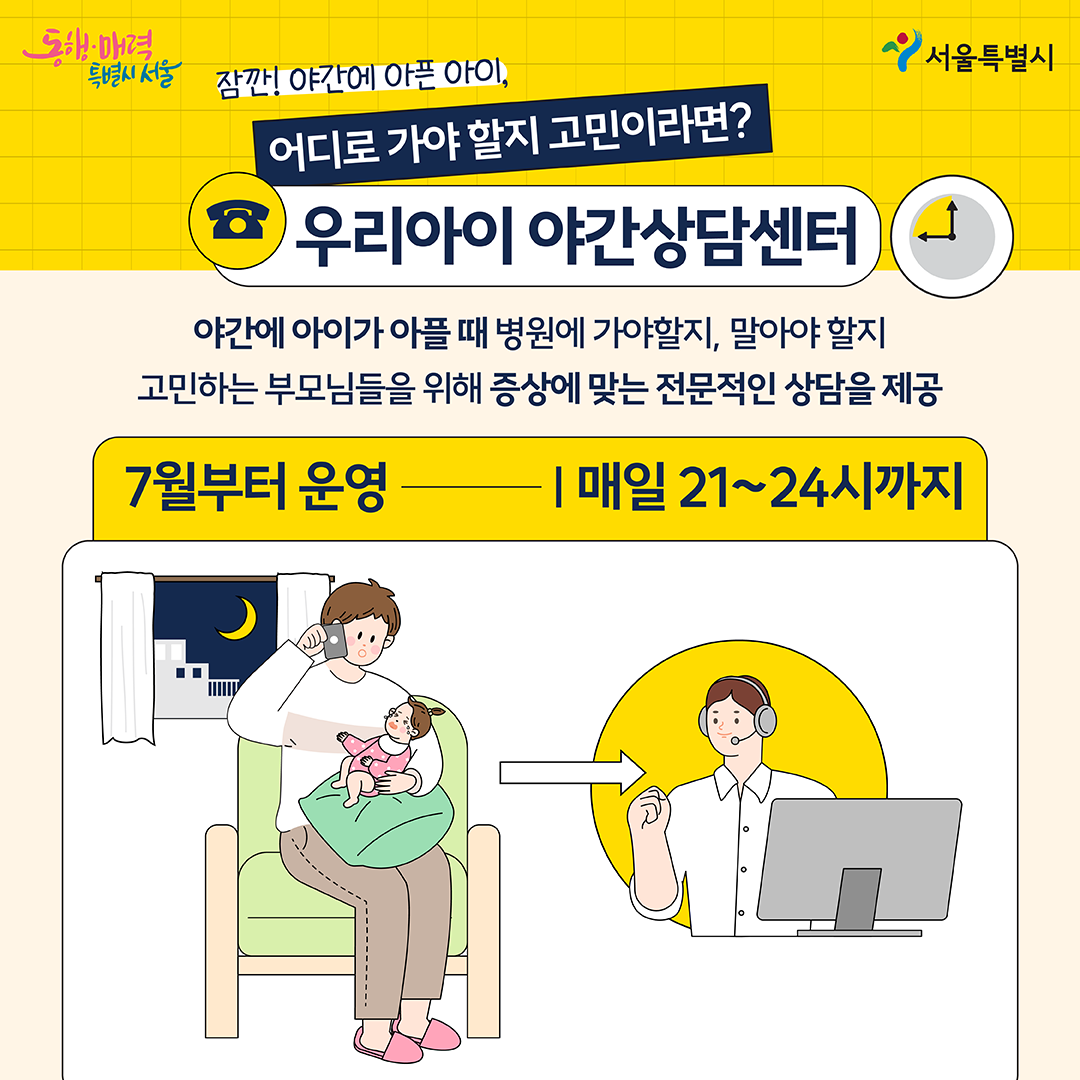 동행·매력
특별시 서울
서울특별시
잠깐! 야간에 아픈 아이,
어디로 가야 할지 고민이라면?
우리아이 야간상담센터
야간에 아이가 아플 때 병원에 가야할지, 말아야 할지
고민하는 부모님들을 위해 증상에 맞는 전문적인 상담을 제공
7월부터 운영 | 매일 21~24시까지